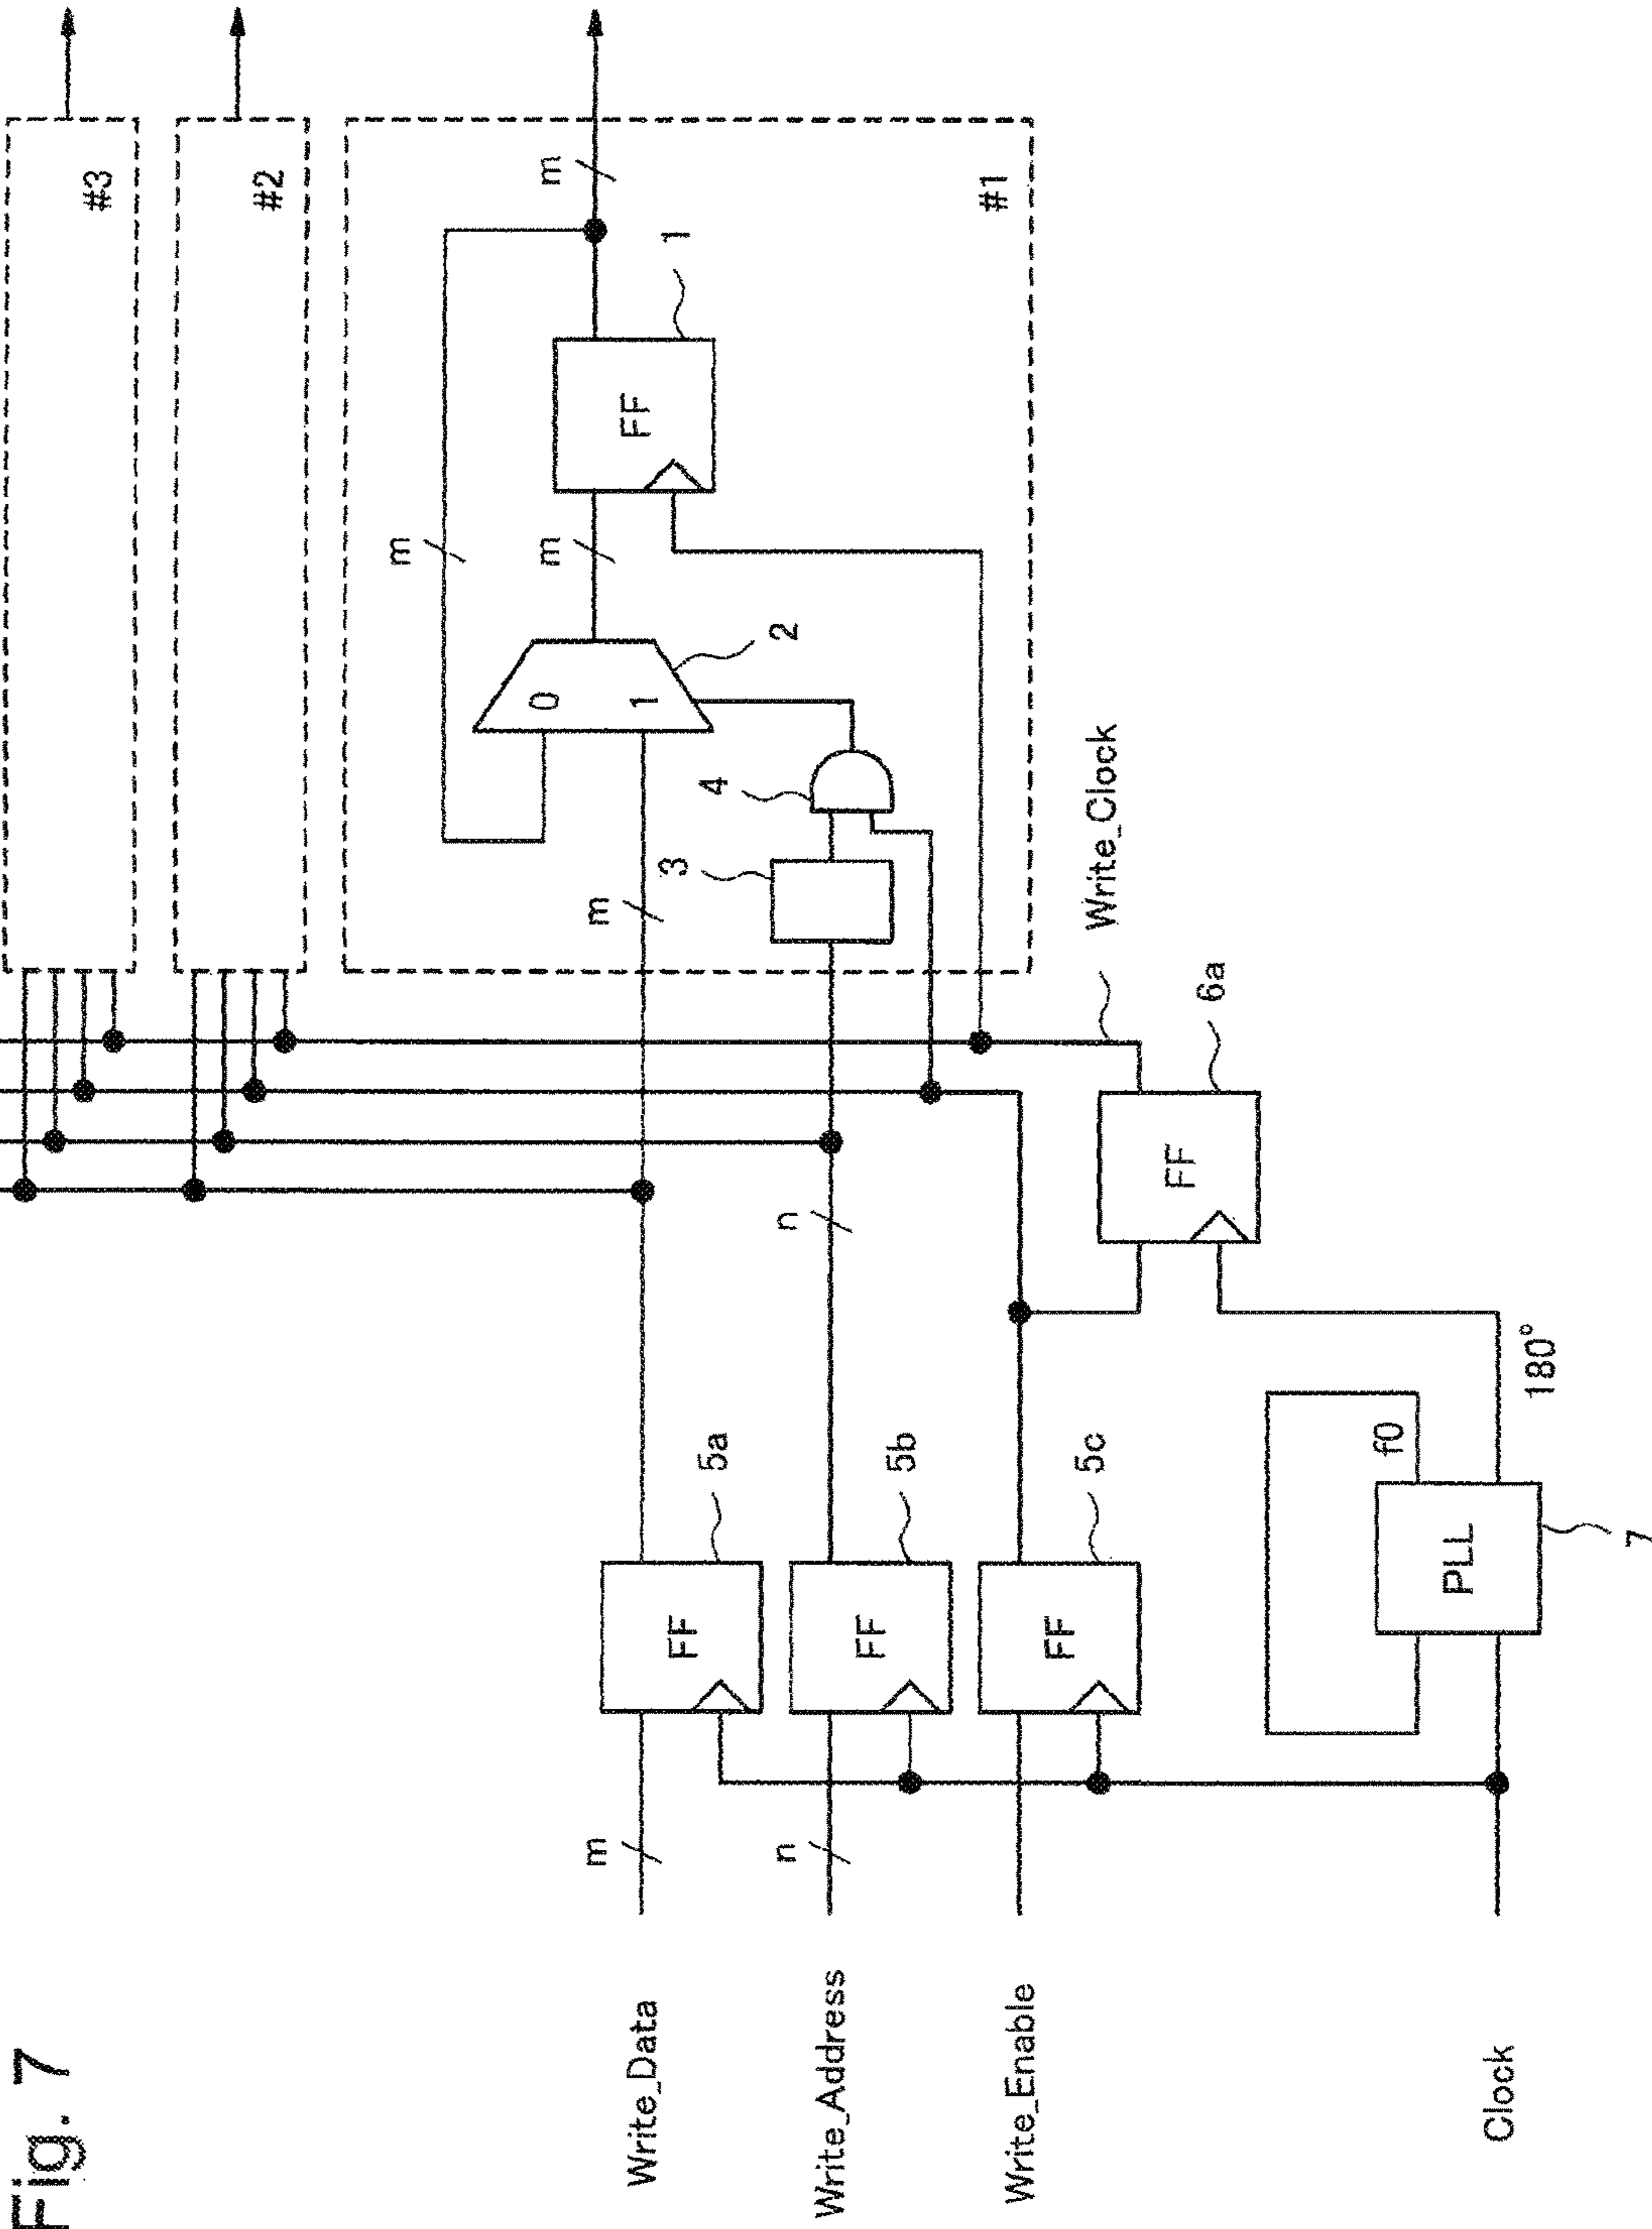 Fig. 7
#3
#2
#1
m
1
FF
m
m
2
0
1
4
3
m
Write_Clock
6a
FF
n
180°
f0
5a
5b
5c
PLL
7
FF
FF
FF
m
n
Write_Data
Write_Address
Write_Enable
Clock